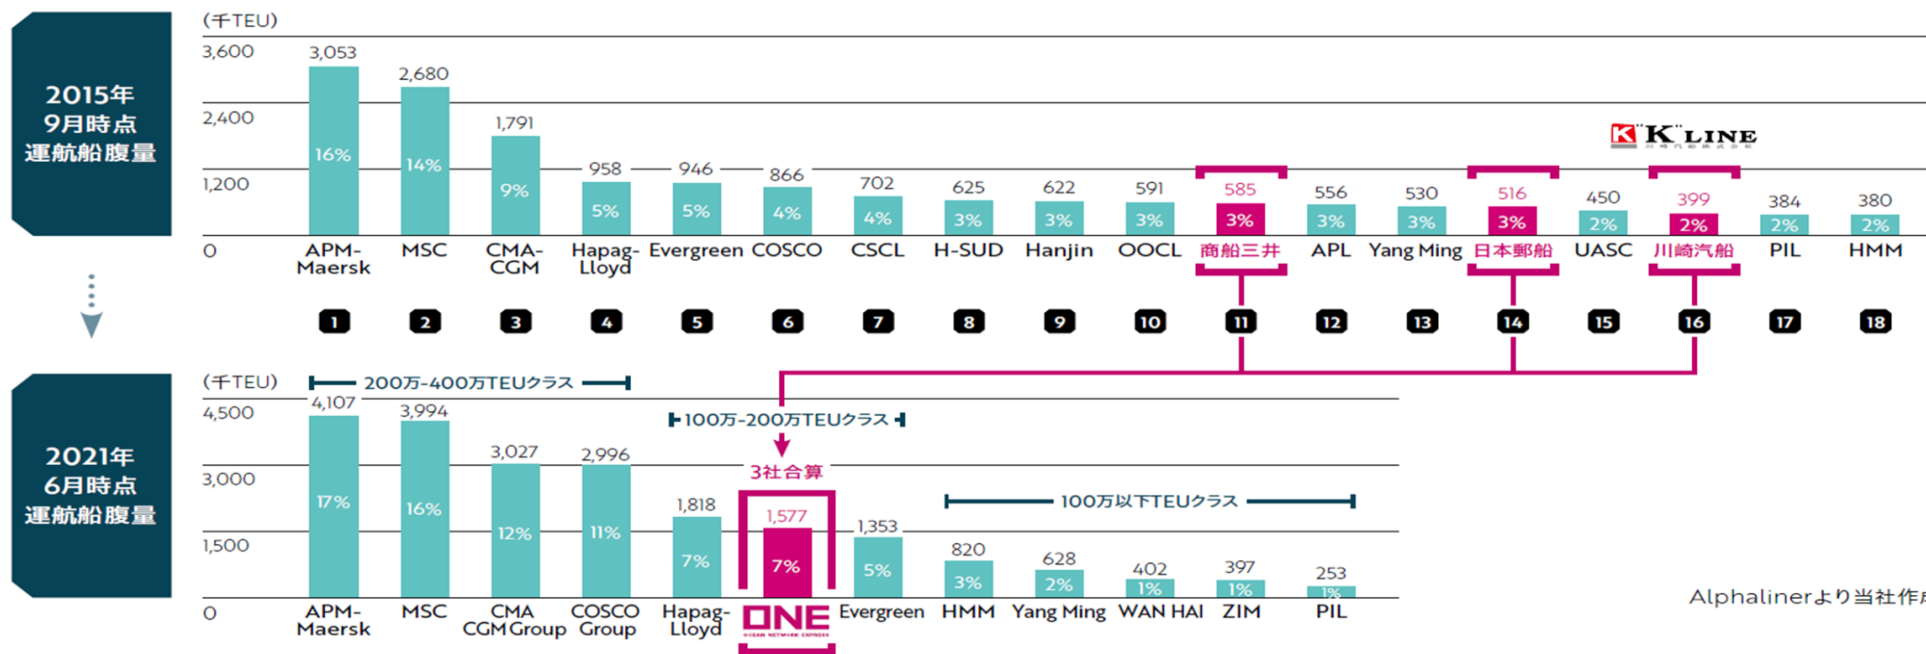 2015年
9月時点
運航船腹量
(千TEU)
3,600
2,400
1,200
0
3,053
2,680
1,791
958
946
866
702
625
622
591
585
556
530
516
450
399
384
380
16%
14%
9%
5%
5%
4%
4%
3%
3%
3%
3%
3%
3%
3%
2%
2%
2%
2%
K "K" LINE
川崎汽船株式会社
APM-
Maersk
MSC
CMA-
CGM
Hapag-
Lloyd
Evergreen
COSCO
CSCL
H-SUD
Hanjin
OOCL
商船三井
APL
Yang Ming
日本郵船
UASC
川崎汽船
PIL
HMM
1
2
3
4
5
6
7
8
9
10
11
12
13
14
15
16
17
18
2021年
6月時点
運航船腹量
(千TEU)
4,500
3,000
1,500
0
200万-400万TEUクラス
100万-200万TEUクラス
3社合算
100万以下TEUクラス
4,107
3,994
3,027
2,996
1,818
1,577
1,353
820
628
402
397
253
17%
16%
12%
11%
7%
7%
5%
3%
2%
1%
1%
1%
APM-
Maersk
MSC
CMA
CGM Group
COSCO
Group
Hapag-
Lloyd
ONE
OCEAN NETWORK EXPRESS
Evergreen
HMM
Yang Ming
WAN HAI
ZIM
PIL
Alphalinerより当社作成